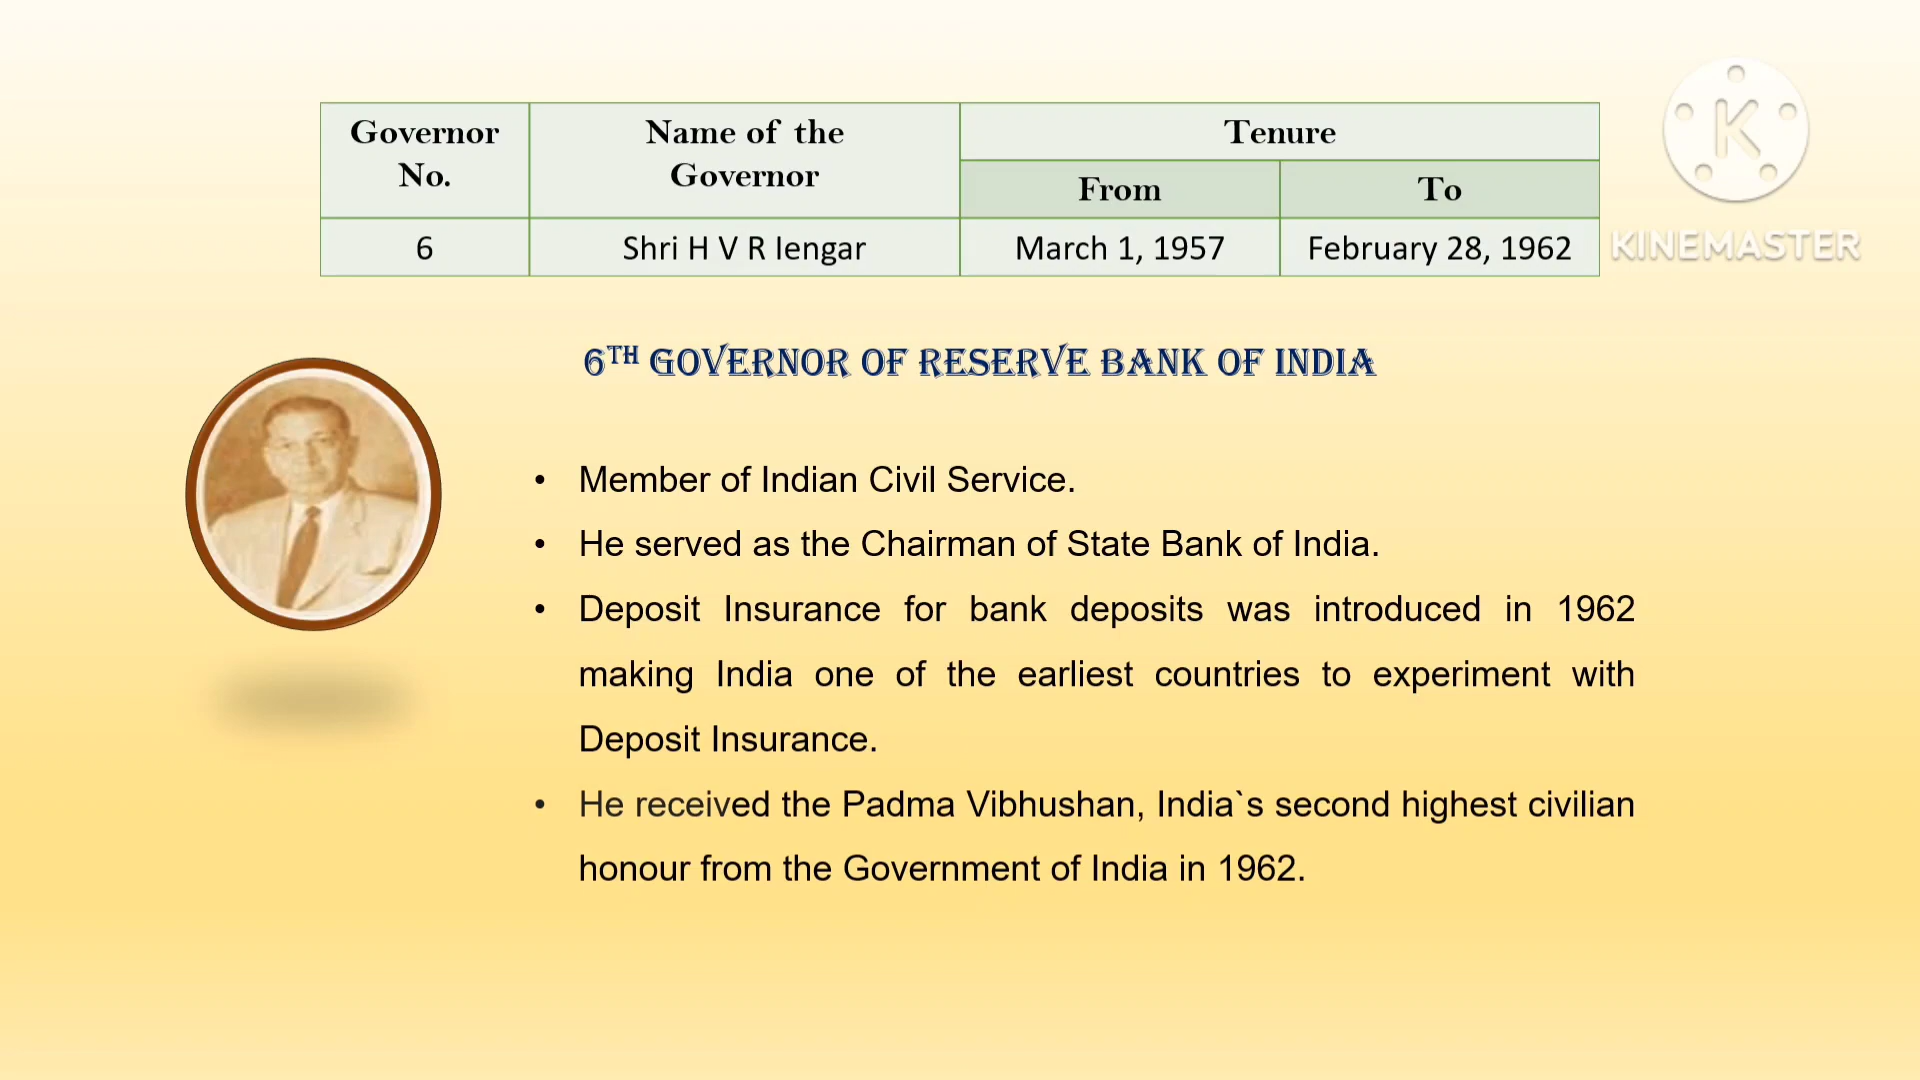 Governor No.
Name of the Governor
Tenure
From
To
6
Shri H V R Iengar
March 1, 1957
February 28, 1962
K
KINEMASTER
6TH GOVERNOR OF RESERVE BANK OF INDIA
• Member of Indian Civil Service.
• He served as the Chairman of State Bank of India.
• Deposit Insurance for bank deposits was introduced in 1962
making India one of the earliest countries to experiment with
Deposit Insurance.
• He received the Padma Vibhushan, India`s second highest civilian
honour from the Government of India in 1962.